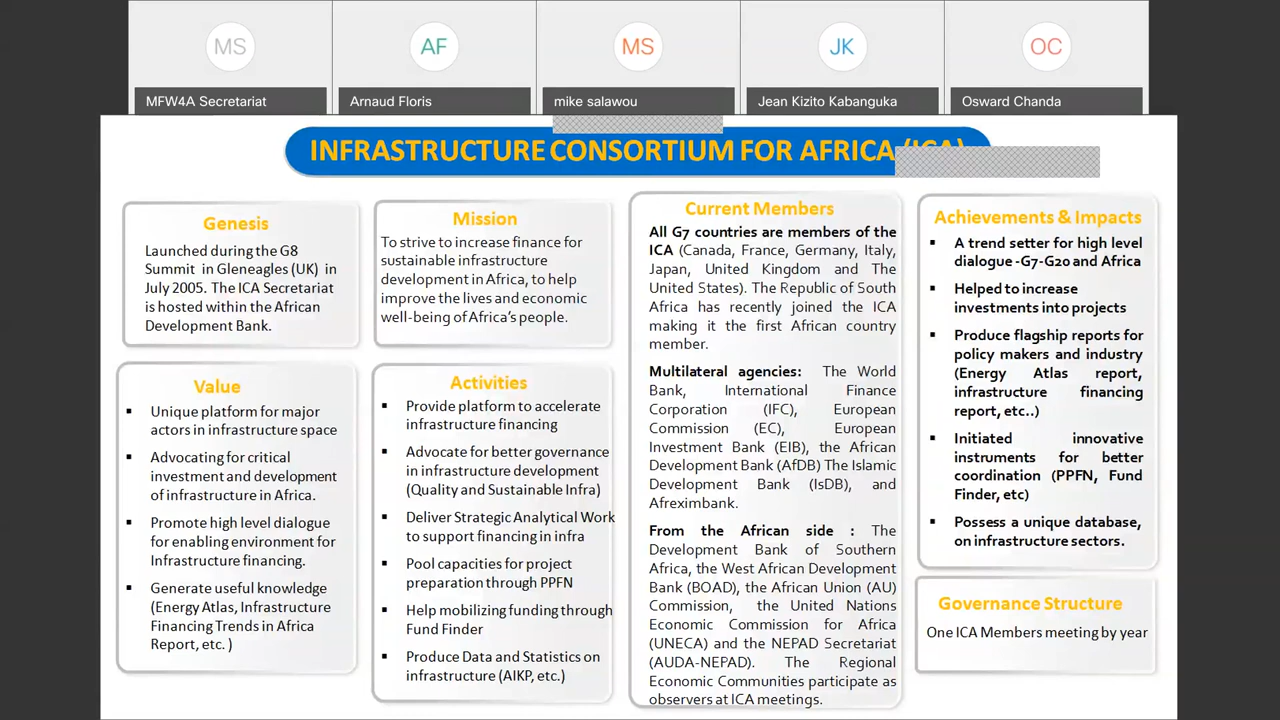 MS
AF
MS
JK
OC
MFW4A Secretariat
Arnaud Floris
mike salawou
Jean Kizito Kabanguka
Osward Chanda
INFRASTRUCTURE CONSORTIUM FOR AFRICA (ICA)
Genesis
Launched during the G8
Summit in Gleneagles (UK) in
July 2005. The ICA Secretariat
is hosted within the African
Development Bank.
Mission
To strive to increase finance for
sustainable infrastructure
development in Africa, to help
improve the lives and economic
well-being of Africa's people.
Value
▪ Unique platform for major
actors in infrastructure space
▪ Advocating for critical
investment and development
of infrastructure in Africa.
▪ Promote high level dialogue
for enabling environment for
Infrastructure financing.
▪ Generate useful knowledge
(Energy Atlas, Infrastructure
Financing Trends in Africa
Report, etc. )
Activities
▪ Provide platform to accelerate
infrastructure financing
▪ Advocate for better governance
in infrastructure development
(Quality and Sustainable Infra)
▪ Deliver Strategic Analytical Work
to support financing in infra
▪ Pool capacities for project
preparation through PPFN
▪ Help mobilizing funding through
Fund Finder
▪ Produce Data and Statistics on
infrastructure (AIKP, etc.)
Current Members
All G7 countries are members of the
ICA (Canada, France, Germany, Italy,
Japan, United Kingdom and The
United States). The Republic of South
Africa has recently joined the ICA
making it the first African country
member.
Multilateral agencies: The World
Bank, International Finance
Corporation (IFC), European
Commission (EC), European
Investment Bank (EIB), the African
Development Bank (AfDB) The Islamic
Development Bank (IsDB), and
Afreximbank.
From the African side : The
Development Bank of Southern
Africa, the West African Development
Bank (BOAD), the African Union (AU)
Commission, the United Nations
Economic Commission for Africa
(UNECA) and the NEPAD Secretariat
(AUDA-NEPAD). The Regional
Economic Communities participate as
observers at ICA meetings.
Achievements & Impacts
▪ A trend setter for high level
dialogue -G7-G20 and Africa
▪ Helped to increase
investments into projects
▪ Produce flagship reports for
policy makers and industry
(Energy Atlas report,
infrastructure financing
report, etc..)
▪ Initiated innovative
instruments for better
coordination (PPFN, Fund
Finder, etc)
▪ Possess a unique database,
on infrastructure sectors.
Governance Structure
One ICA Members meeting by year